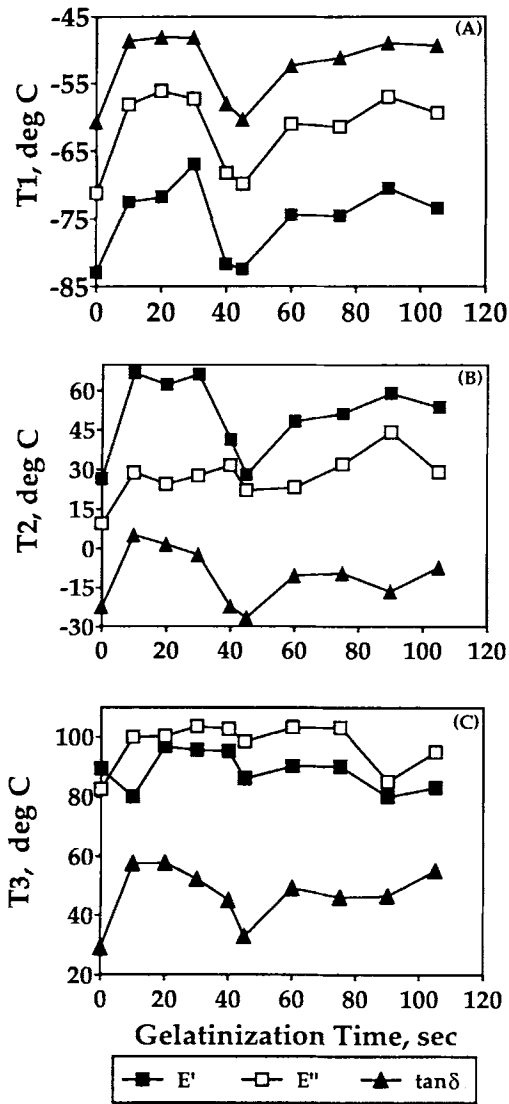 (A)
T1, deg C
-45
-55
-65
-75
-85
0 20 40 60 80 100 120
(B)
T2, deg C
60
45
30
15
0
-15
-30
0 20 40 60 80 100 120
(C)
T3, deg C
100
80
60
40
20
0 20 40 60 80 100 120
Gelatinization Time, sec
E' E'' tanδ